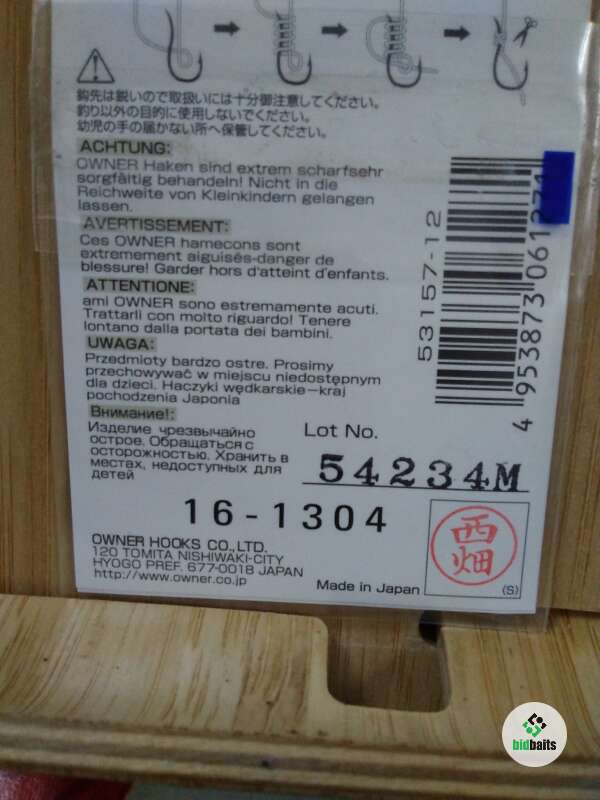 鈎先は鋭いので取扱いには十分御注意してください。
釣り以外の目的に使用しないでください。
幼児の手の届かない所へ保管してください。
ACHTUNG:
OWNER Haken sind extrem scharfsehr
sorgfältig behandeln! Nicht in die
Reichweite von Kleinkindern gelangen
lassen.
AVERTISSEMENT:
Ces OWNER hamecons sont
extremement aiguisés-danger de
blessure! Garder hors d'atteint d'enfants.
ATTENTIONE:
ami OWNER sono estremamente acuti.
Trattarli con molto riguardo! Tenere
lontano dalla portata dei bambini.
UWAGA:
Przedmioty bardzo ostre. Prosimy
przechowywać w miejscu niedostępnym
dla dzieci. Haczyki wędkarskie-kraj
pochodzenia Japonia
Внимание!:
Изделие чрезвычайно
острое. Обращаться с
осторожностью. Хранить в
местах, недоступных для
детей
53157-12
4 953873 061271
Lot No.
54234M
16-1304
西畑
(S)
OWNER HOOKS CO.,LTD.
120 TOMITA NISHIWAKI-CITY
HYOGO PREF. 677-0018 JAPAN
http://www.owner.co.jp
Made in Japan
bidbaits